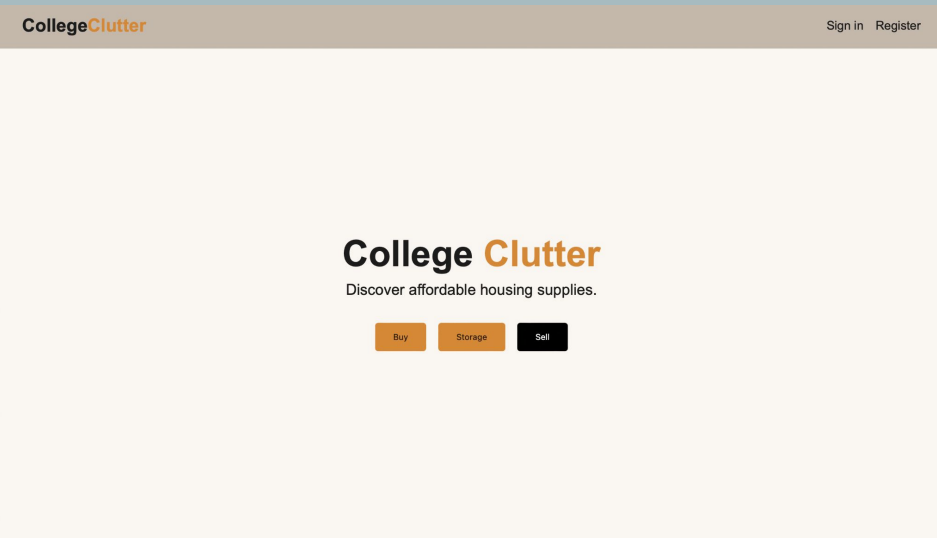 CollegeClutter
Sign in Register
College Clutter
Discover affordable housing supplies.
Buy Storage Sell